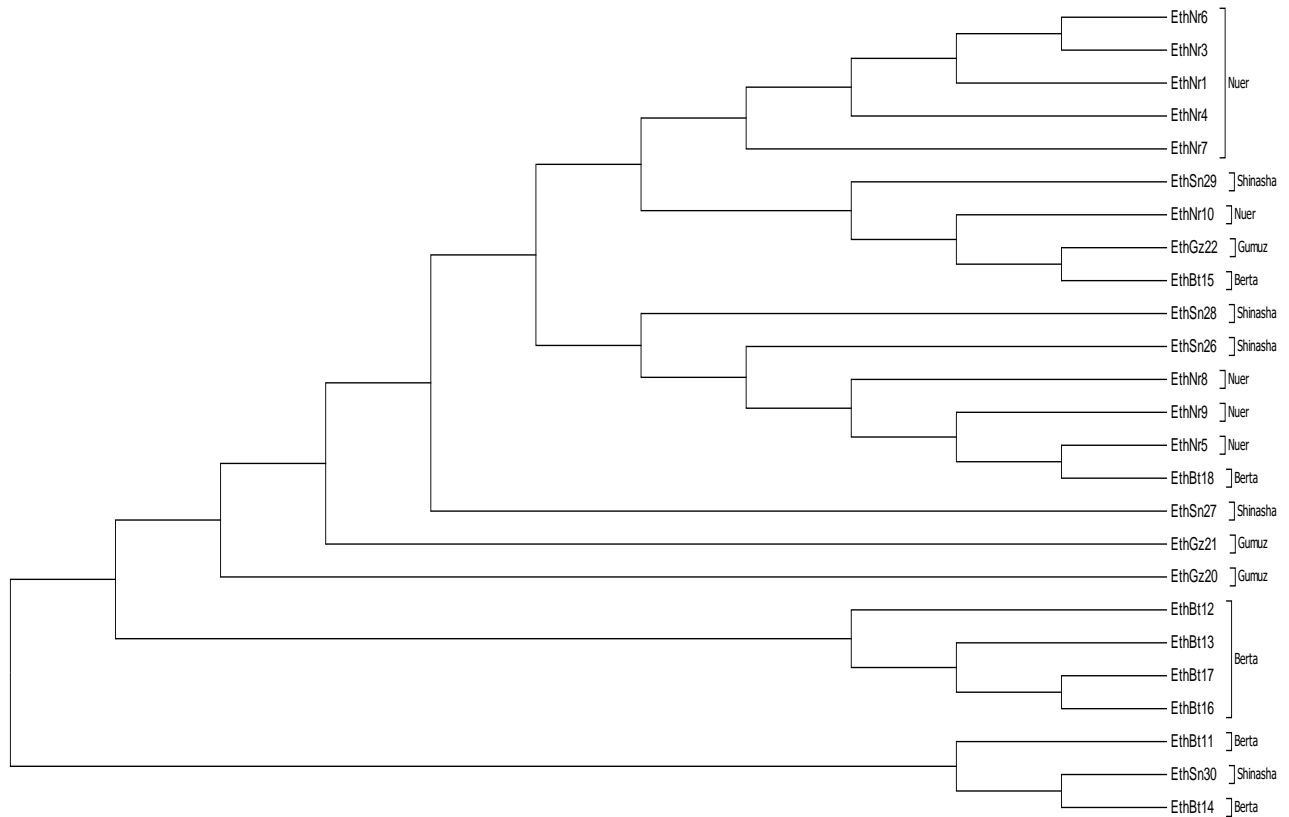 EthNr6
EthNr3
EthNr1 Nuer
EthNr4
EthNr7
EthSn29 Shinasha
EthNr10 Nuer
EthGz22 Gumuz
EthBt15 Berta
EthSn28 Shinasha
EthSn26 Shinasha
EthNr8 Nuer
EthNr9 Nuer
EthNr5 Nuer
EthBt18 Berta
EthSn27 Shinasha
EthGz21 Gumuz
EthGz20 Gumuz
EthBt12
EthBt13
Berta
EthBt17
EthBt16
EthBt11 Berta
EthSn30 Shinasha
EthBt14 Berta